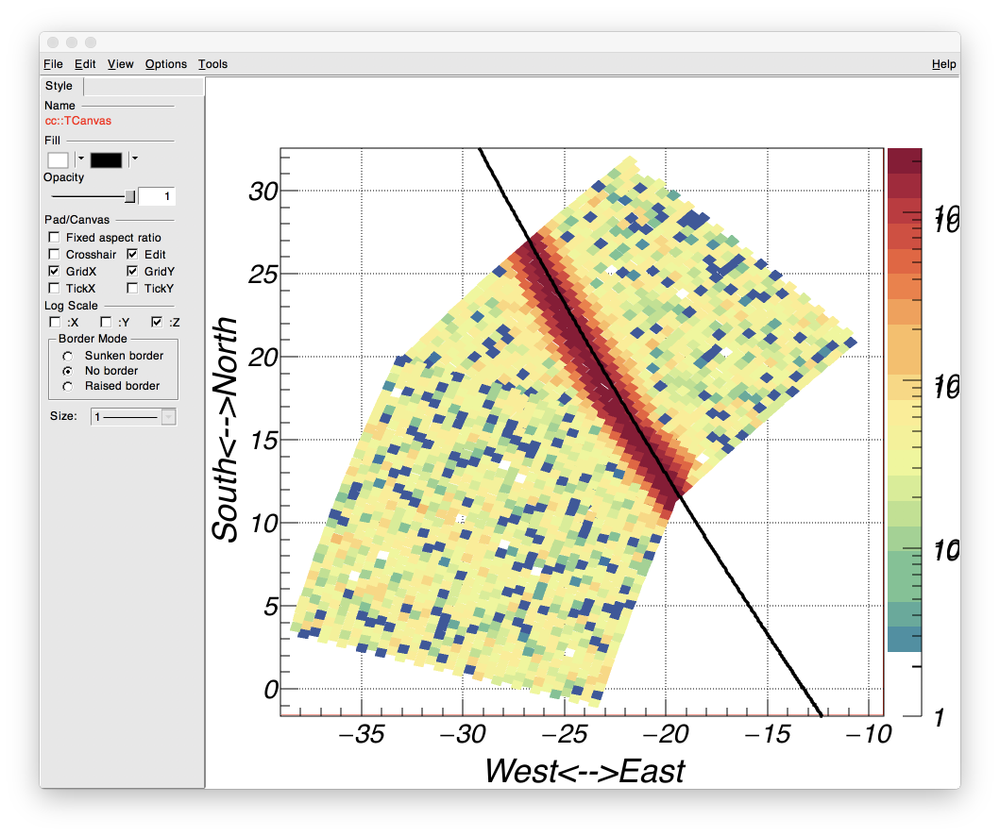 File Edit View Options Tools Help
Style
Name
cc::TCanvas
Fill
Opacity
1
Pad/Canvas
Fixed aspect ratio
Crosshair Edit
GridX GridY
TickX TickY
Log Scale
:X :Y :Z
Border Mode
Sunken border
No border
Raised border
Size: 1
South<-->North
30
25
20
15
10
5
0
−35 −30 −25 −20 −15 −10
West<-->East
10
10
10
1